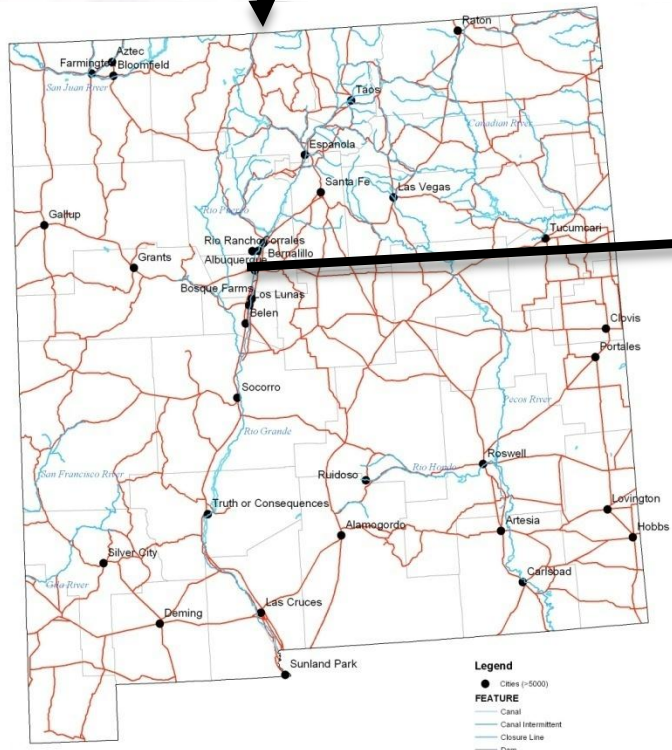 Raton
Aztec
Bloomfield
San Juan River
Taos
Canadian River
Espanola
Santa Fe
Las Vegas
Gallup
Rio Puerco
Tucumcari
Rio Rancho
Corrales
Bernalillo
Grants
Albuquerque
Bosque Farms
Los Lunas
Belen
Clovis
Portales
Socorro
Pecos River
Rio Grande
Roswell
Rio Hondo
San Francisco River
Ruidoso
Truth or Consequences
Lovington
Artesia
Alamogordo
Hobbs
Silver City
Carlsbad
Gila River
Las Cruces
Deming
Sunland Park
Legend
Cities (>5000)
FEATURE
Canal
Canal Intermittent
Closure Line